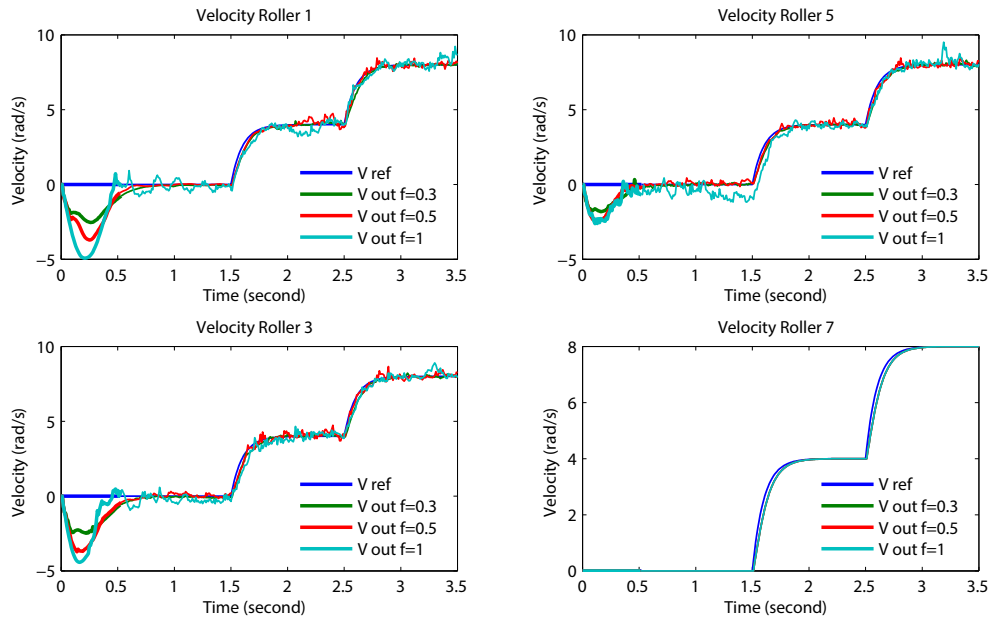 Velocity Roller 1
10
5
0
−5
Velocity (rad/s)
V ref
V out f=0.3
V out f=0.5
V out f=1
0 0.5 1 1.5 2 2.5 3 3.5
Time (second)
Velocity Roller 5
10
5
0
−5
Velocity (rad/s)
V ref
V out f=0.3
V out f=0.5
V out f=1
0 0.5 1 1.5 2 2.5 3 3.5
Time (second)
Velocity Roller 3
10
5
0
−5
Velocity (rad/s)
V ref
V out f=0.3
V out f=0.5
V out f=1
0 0.5 1 1.5 2 2.5 3 3.5
Time (second)
Velocity Roller 7
8
6
4
2
0
Velocity (rad/s)
V ref
V out f=0.3
V out f=0.5
V out f=1
0 0.5 1 1.5 2 2.5 3 3.5
Time (second)